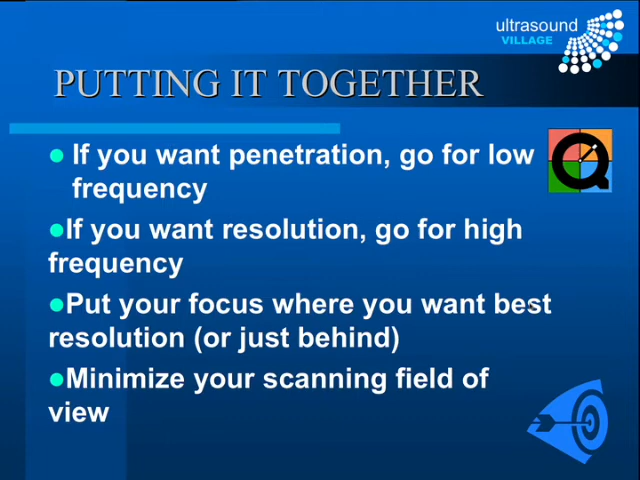 ultrasound
VILLAGE
PUTTING IT TOGETHER
If you want penetration, go for low
frequency
If you want resolution, go for high
frequency
Put your focus where you want best
resolution (or just behind)
Minimize your scanning field of
view